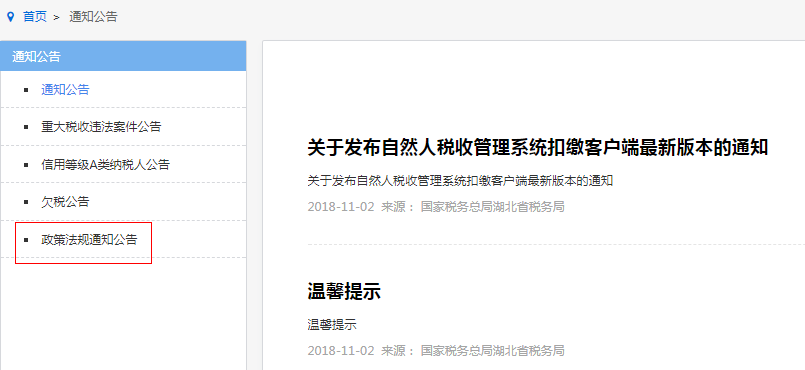 首页 > 通知公告
通知公告
通知公告
重大税收违法案件公告
信用等级A类纳税人公告
欠税公告
政策法规通知公告
关于发布自然人税收管理系统扣缴客户端最新版本的通知
关于发布自然人税收管理系统扣缴客户端最新版本的通知
2018-11-02 来源： 国家税务总局湖北省税务局
温馨提示
温馨提示
2018-11-02 来源： 国家税务总局湖北省税务局